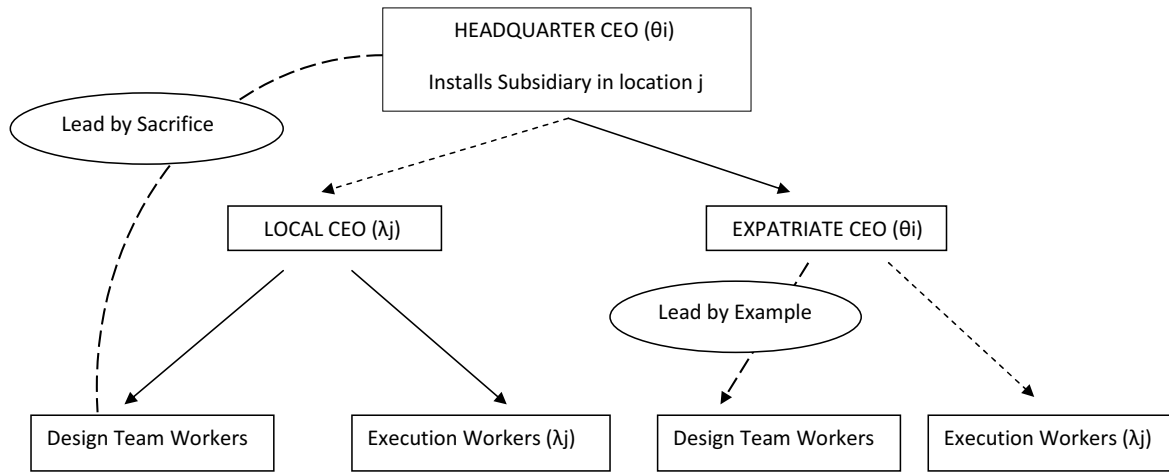 HEADQUARTER CEO (θi)
Installs Subsidiary in location j
Lead by Sacrifice
LOCAL CEO (λj)
EXPATRIATE CEO (θi)
Lead by Example
Design Team Workers
Execution Workers (λj)
Design Team Workers
Execution Workers (λj)